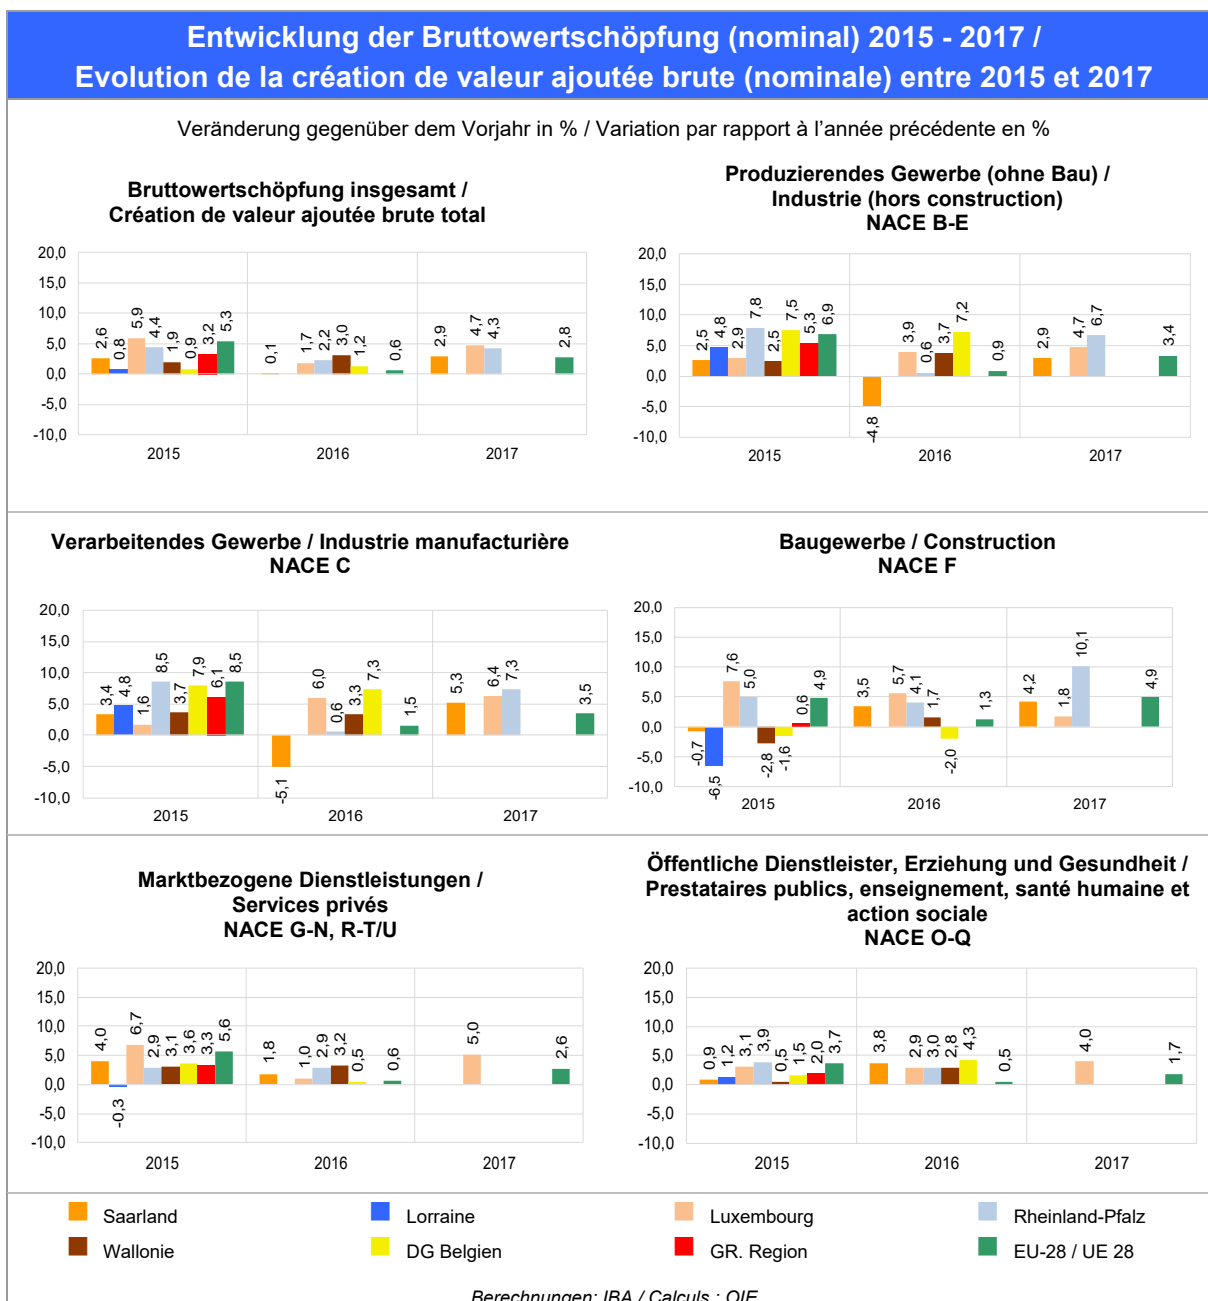 Entwicklung der Bruttowertschöpfung (nominal) 2015 - 2017 /
Evolution de la création de valeur ajoutée brute (nominale) entre 2015 et 2017
Veränderung gegenüber dem Vorjahr in % / Variation par rapport à l'année précédente en %
Bruttowertschöpfung insgesamt /
Création de valeur ajoutée brute total
20,0
15,0
10,0
5,0
0,0
-5,0
-10,0
2,6 0,8 5,9 4,4 1,9 0,9 3,2 5,3
0,1 1,7 2,2 3,0 1,2 0,6
2,9 4,7 4,3 2,8
2015 2016 2017
Produzierendes Gewerbe (ohne Bau) /
Industrie (hors construction)
NACE B-E
20,0
15,0
10,0
5,0
0,0
-5,0
-10,0
2,5 4,8 2,9 7,8 2,5 7,5 5,3 6,9
-4,8 3,9 0,6 3,7 7,2 0,9
2,9 4,7 6,7 3,4
2015 2016 2017
Verarbeitendes Gewerbe / Industrie manufacturière
NACE C
20,0
15,0
10,0
5,0
0,0
-5,0
-10,0
3,4 4,8 1,6 8,5 3,7 7,9 6,1 8,5
-5,1 6,0 0,6 3,3 7,3 1,5
5,3 6,4 7,3 3,5
2015 2016 2017
Baugewerbe / Construction
NACE F
20,0
15,0
10,0
5,0
0,0
-5,0
-10,0
-0,7 -6,5 7,6 5,0 -2,8 -1,6 0,6 4,9
3,5 5,7 4,1 1,7 -2,0 1,3
4,2 1,8 10,1 4,9
2015 2016 2017
Marktbezogene Dienstleistungen /
Services privés
NACE G-N, R-T/U
20,0
15,0
10,0
5,0
0,0
-5,0
-10,0
4,0 -0,3 6,7 2,9 3,1 3,6 3,3 5,6
1,8 1,0 2,9 3,2 0,5 0,6
5,0 2,6
2015 2016 2017
Öffentliche Dienstleister, Erziehung und Gesundheit /
Prestataires publics, enseignement, santé humaine et
action sociale
NACE O-Q
20,0
15,0
10,0
5,0
0,0
-5,0
-10,0
0,9 1,2 3,1 3,9 0,5 1,5 2,0 3,7
3,8 2,9 3,0 2,8 4,3 0,5
4,0 1,7
2015 2016 2017
Saarland Lorraine Luxembourg Rheinland-Pfalz
Wallonie DG Belgien GR. Region EU-28 / UE 28
Berechnungen: IBA / Calculs : OIE